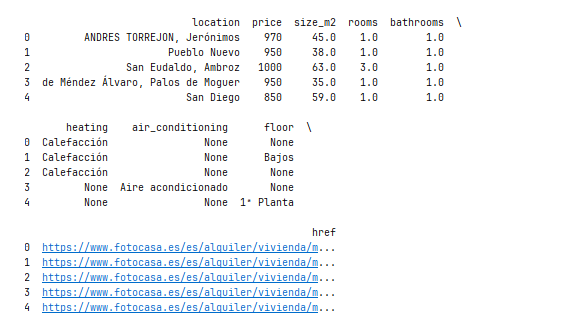 location price size_m2 rooms bathrooms \
0 ANDRES TORREJON, Jerónimos 970 45.0 1.0 1.0
1 Pueblo Nuevo 950 38.0 1.0 1.0
2 San Eudaldo, Ambroz 1000 63.0 3.0 1.0
3 de Méndez Álvaro, Palos de Moguer 950 35.0 1.0 1.0
4 San Diego 850 59.0 1.0 1.0
heating air_conditioning floor \
0 Calefacción None None
1 Calefacción None Bajos
2 Calefacción None None
3 None Aire acondicionado None
4 None None 1ª Planta
href
0 https://www.fotocasa.es/es/alquiler/vivienda/m...
1 https://www.fotocasa.es/es/alquiler/vivienda/m...
2 https://www.fotocasa.es/es/alquiler/vivienda/m...
3 https://www.fotocasa.es/es/alquiler/vivienda/m...
4 https://www.fotocasa.es/es/alquiler/vivienda/m...